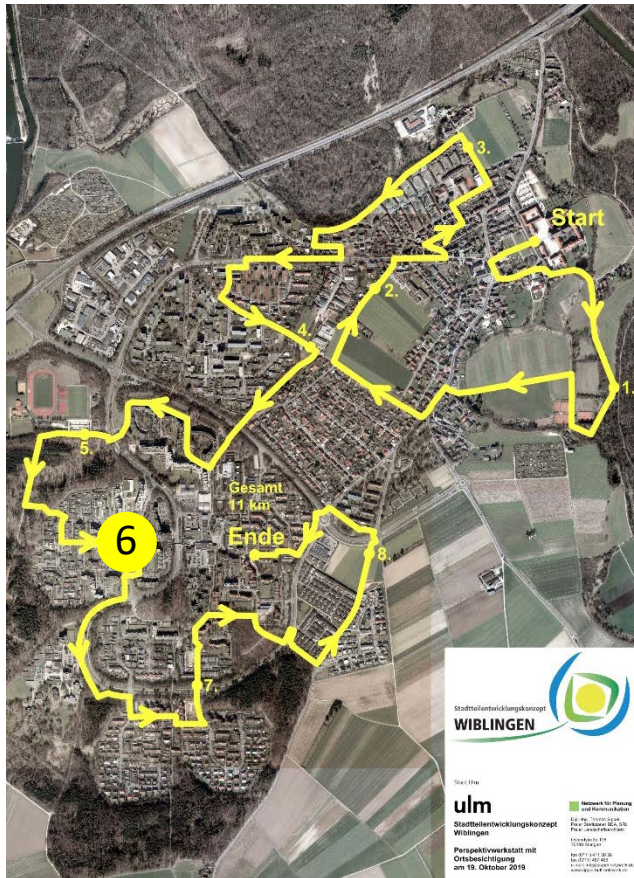 3.
Start
2.
4.
1.
5.
Gesamt
11 km
6
Ende
8.
7.
Stadtteilentwicklungskonzept
WIBLINGEN
Stadt Ulm
ulm
Netzwerk für Planung
und Kommunikation
Stadtteilentwicklungskonzept
Wiblingen
Perspektivwerkstatt mit
Ortsbesichtigung
am 19. Oktober 2019